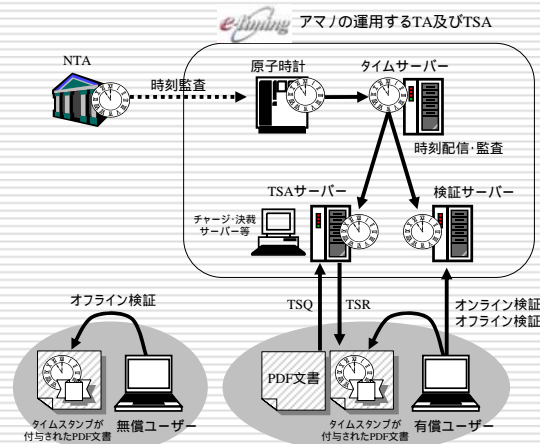 e-timing アマノの運用するTA及びTSA
NTA
原子時計
タイムサーバー
時刻監査
時刻配信・監査
TSAサーバー
検証サーバー
チャージ・決裁
サーバー等
オフライン検証
TSQ
TSR
オンライン検証
オフライン検証
PDF文書
タイムスタンプが
付与されたPDF文書
無償ユーザー
タイムスタンプが
付与されたPDF文書
有償ユーザー